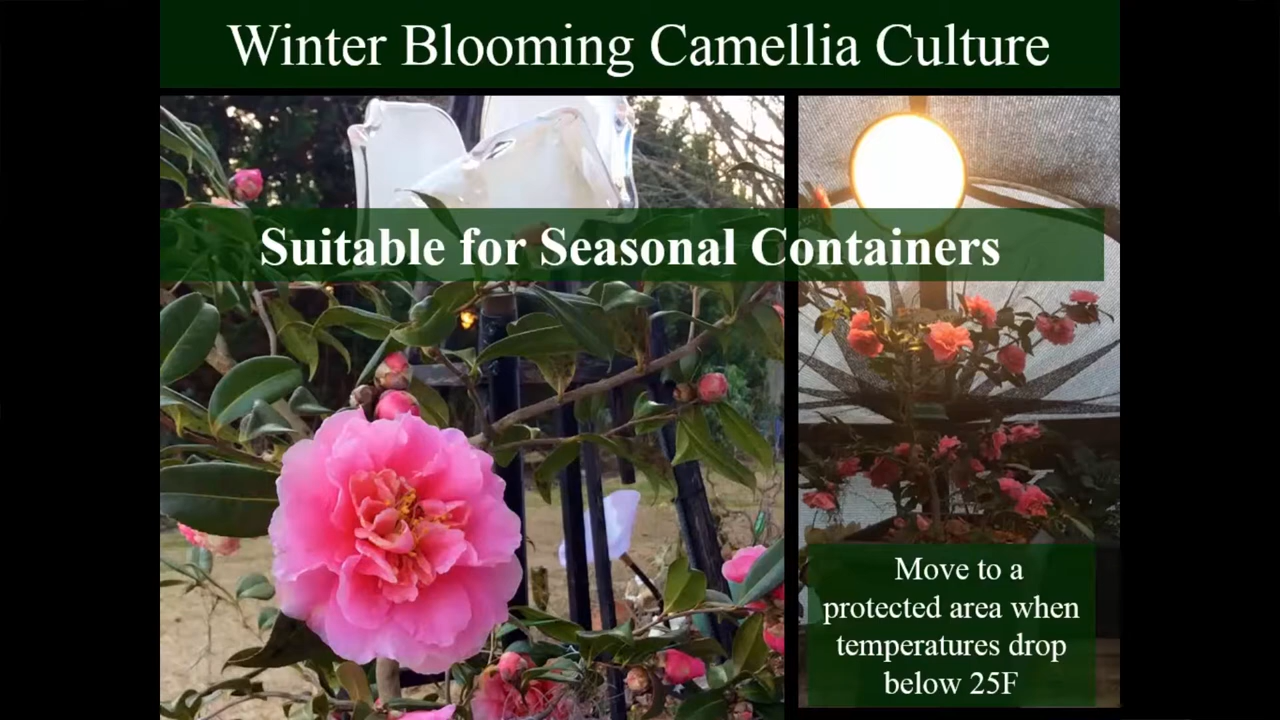 Winter Blooming Camellia Culture
Suitable for Seasonal Containers
Move to a
protected area when
temperatures drop
below 25F